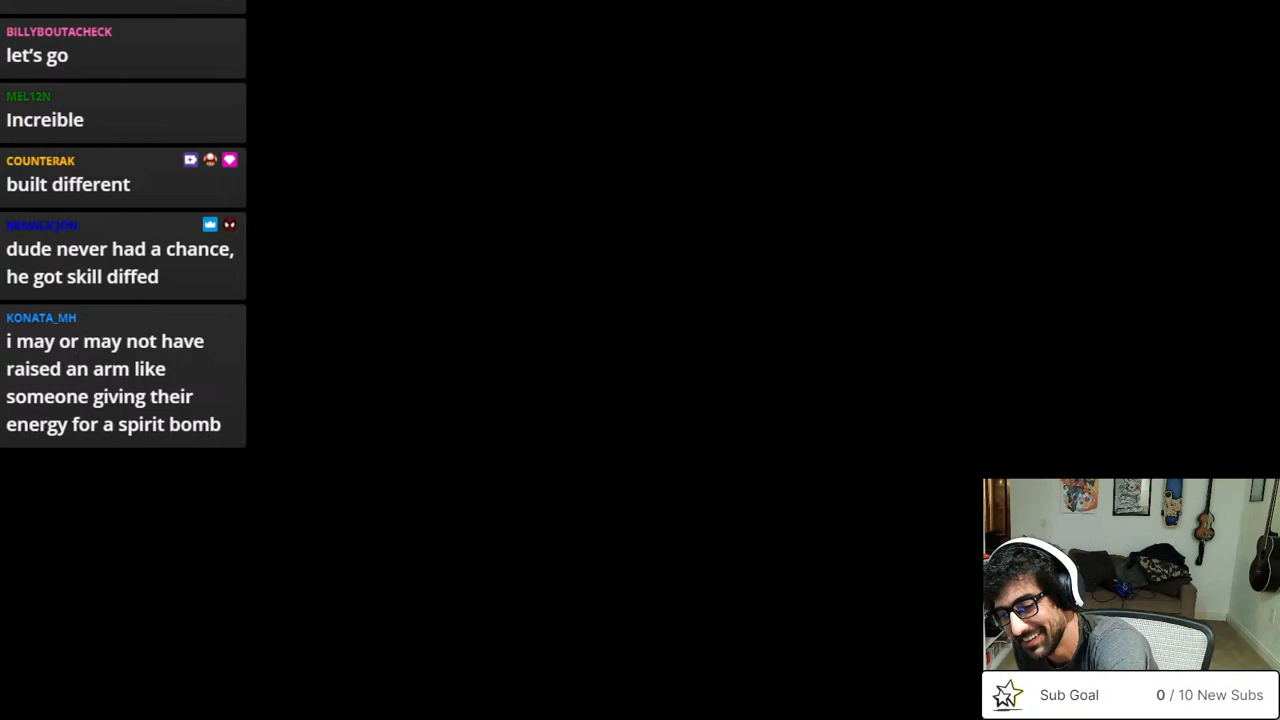 BILLYBOUTACHECK
let's go
MEL12N
Increible
COUNTERAK
built different
dude never had a chance,
he got skill diffed
KONATA_MH
i may or may not have
raised an arm like
someone giving their
energy for a spirit bomb
Sub Goal
0 / 10 New Subs